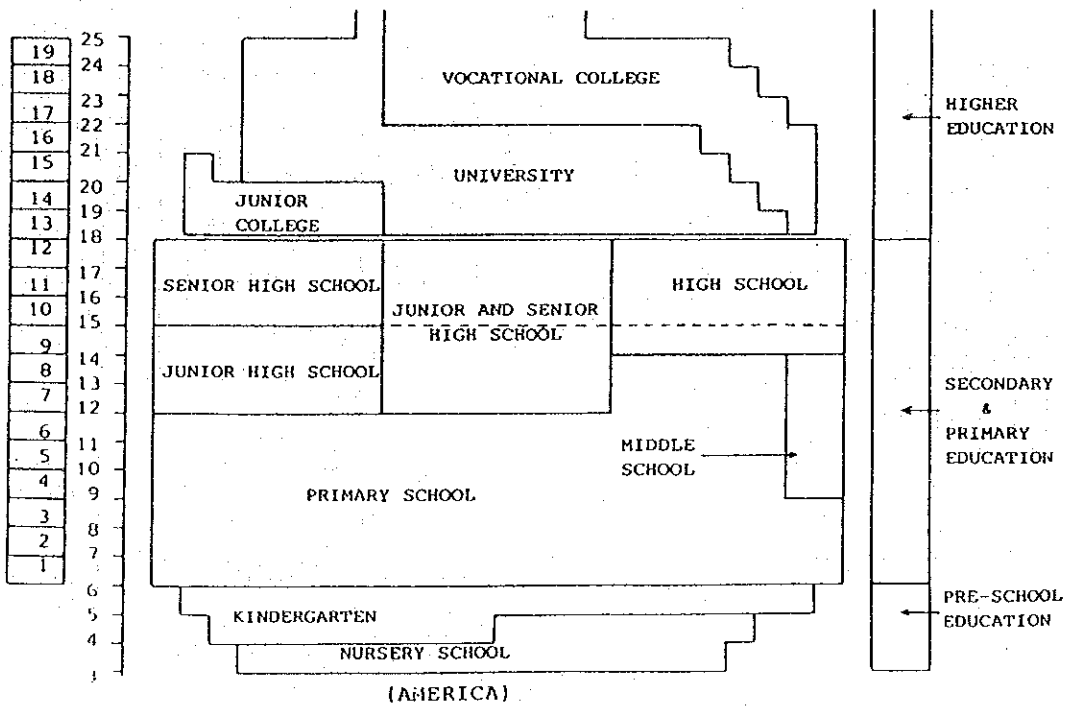 25
19
24
18
VOCATIONAL COLLEGE
23
17
HIGHER
EDUCATION
22
16
21
15
UNIVERSITY
20
14
JUNIOR
COLLEGE
19
13
18
12
17
11
SENIOR HIGH SCHOOL
HIGH SCHOOL
16
10
JUNIOR AND SENIOR
HIGH SCHOOL
15
9
14
8
JUNIOR HIGH SCHOOL
13
7
12
SECONDARY
&
PRIMARY
EDUCATION
6
11
5
MIDDLE
SCHOOL
10
4
9
PRIMARY SCHOOL
3
8
2
7
1
6
PRE-SCHOOL
EDUCATION
5
KINDERGARTEN
4
NURSERY SCHOOL
(AMERICA)